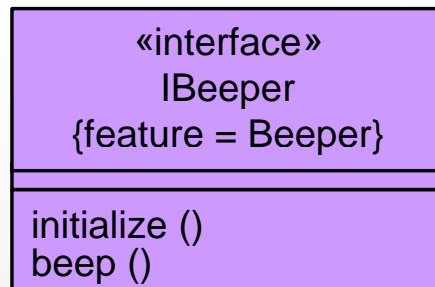 «interface»
IBeeper
{feature = Beeper}
initialize ()
beep ()